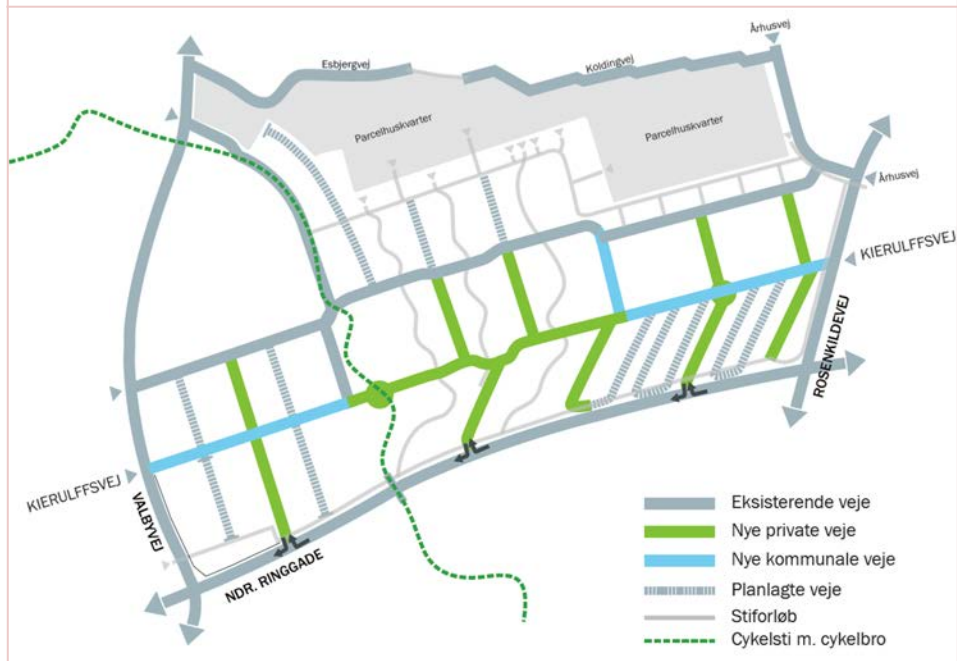 Århusvej
Esbjergvej
Koldingvej
Parcelhuskvarter
Parcelhuskvarter
Århusvej
KIERULFFSVEJ
ROSENKILDEVEJ
KIERULFFSVEJ
VALBYVEJ
NDR. RINGGADE
Eksisterende veje
Nye private veje
Nye kommunale veje
Planlagte veje
Stiforløb
Cykelsti m. cykelbro